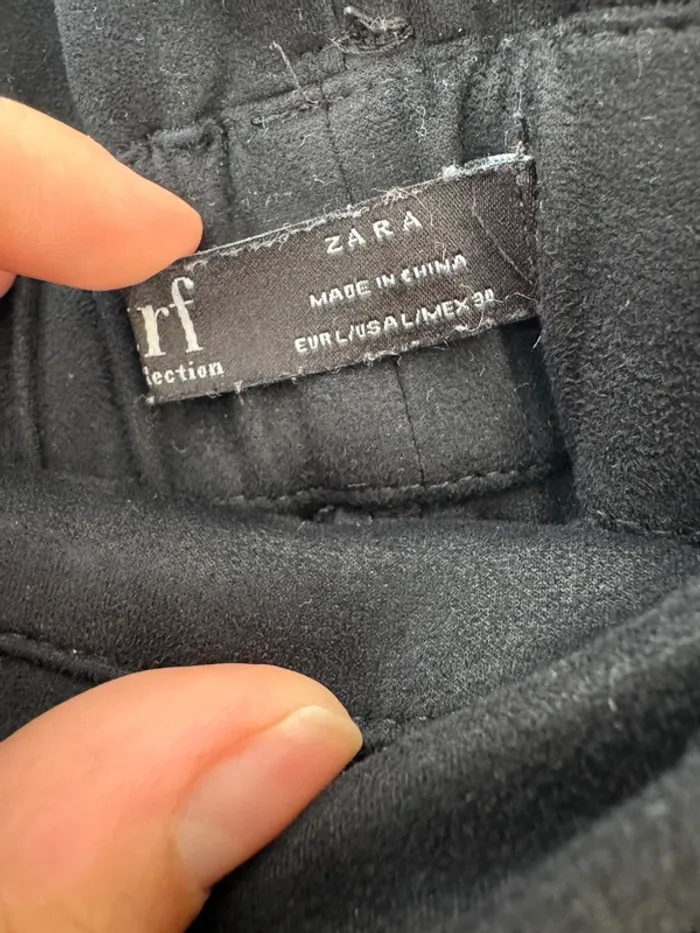 ZARA
MADE IN CHINA
EUR L/USA L/MEX 30
rf
lection